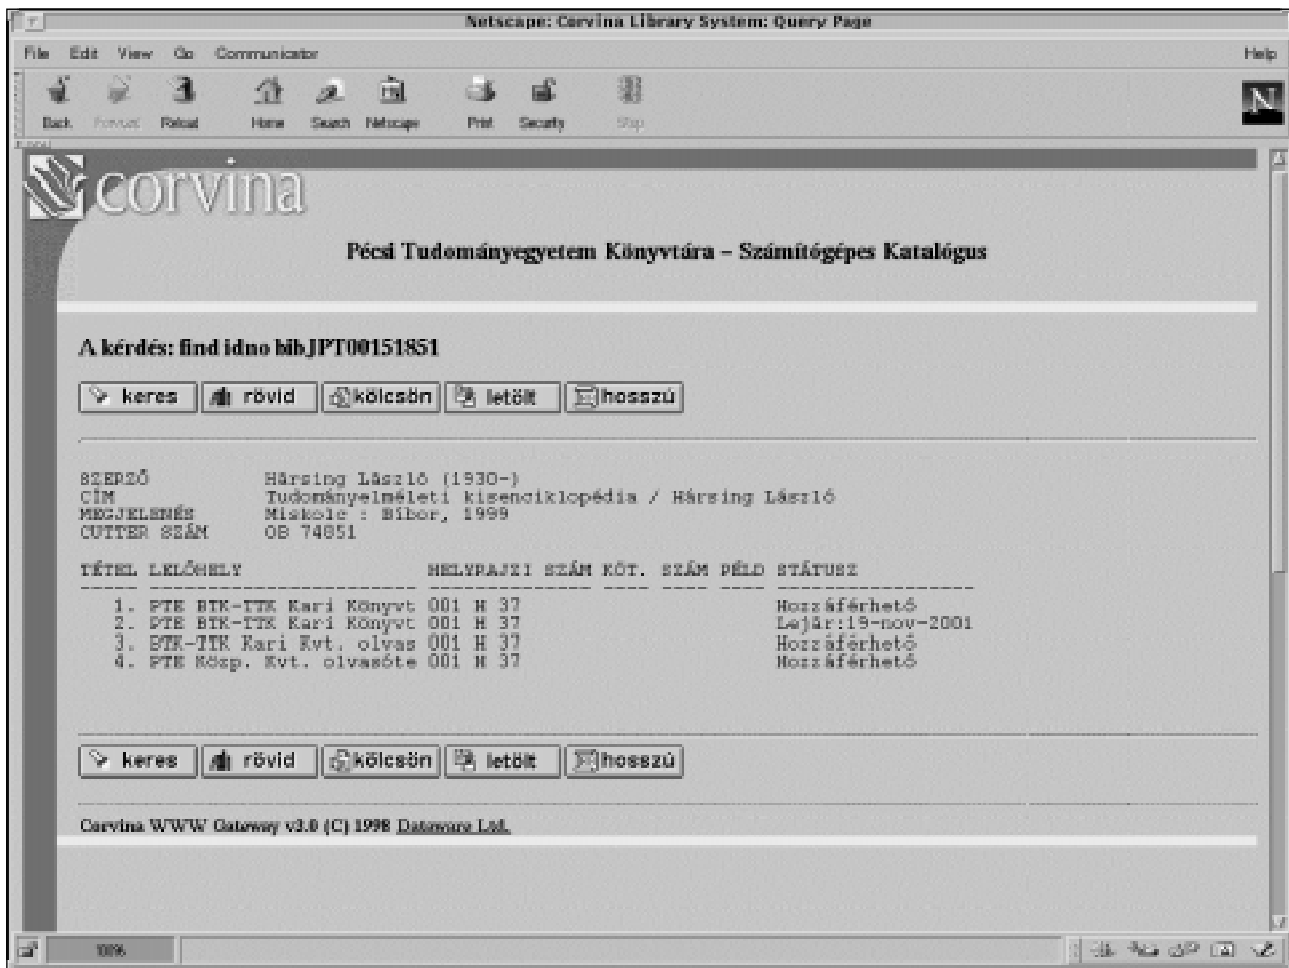 Netscape: Corvina Library System: Query Page
File Edit View Go Communicator Help
Back Forward Reload Home Search Netscape Print Security Stop
N
corvina
Pécsi Tudományegyetem Könyvtára – Számítógépes Katalógus
A kérdés: find idno bibJPT00151851
keres rövid kölcsön letölt hosszú
SZERZŐ Hársing László (1930-)
CÍM Tudományelméleti kisenciklopédia / Hársing László
MEGJELENÉS Miskolc : Bíbor, 1999
CUTTER SZÁM OB 74851
TÉTEL LELŐHELY HELYRAJZI SZÁM KÖT. SZÁM PÉLD STÁTUSZ
1. PTE BTK-TTK Kari Könyvt 001 H 37 Hozzáférhető
2. PTE BTK-TTK Kari Könyvt 001 H 37 Lejár:19-nov-2001
3. BTK-TTK Kari Kvt. olvas 001 H 37 Hozzáférhető
4. PTE Közp. Kvt. olvasóte 001 H 37 Hozzáférhető
keres rövid kölcsön letölt hosszú
Corvina WWW Gateway v3.0 (C) 1998 Dataware Ltd.
100%